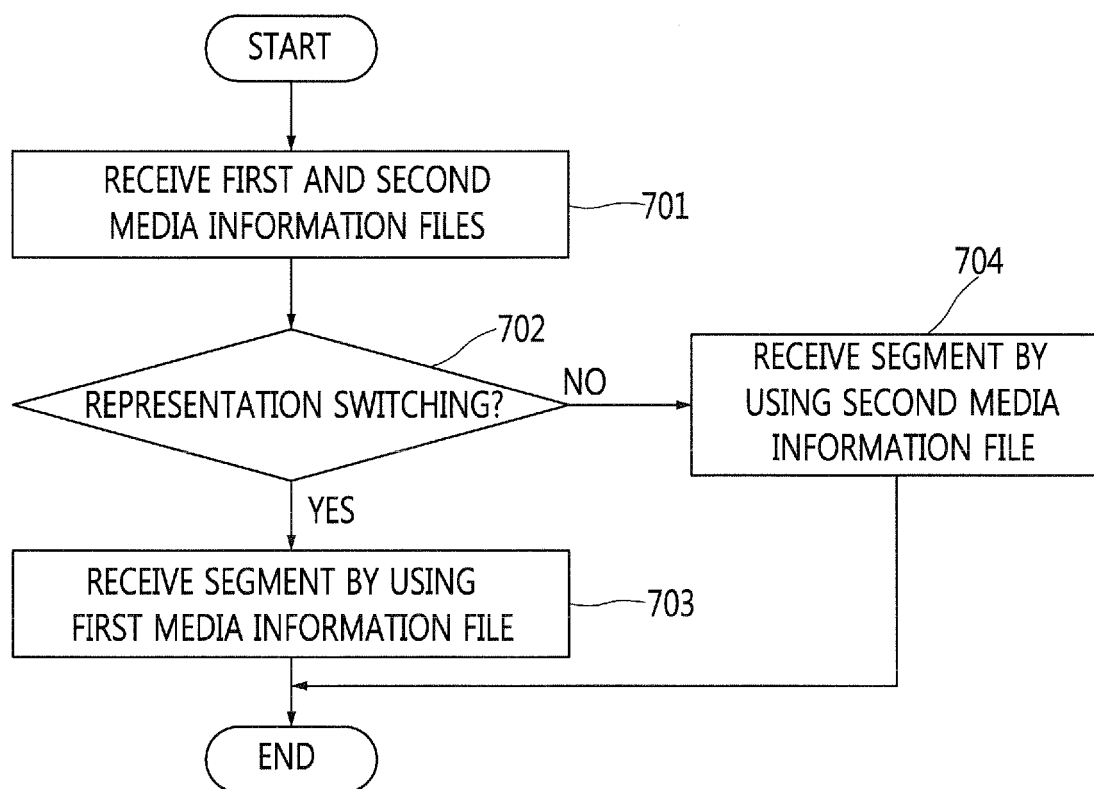 START
RECEIVE FIRST AND SECOND
MEDIA INFORMATION FILES
701
702
REPRESENTATION SWITCHING?
NO
YES
704
RECEIVE SEGMENT BY
USING SECOND MEDIA
INFORMATION FILE
RECEIVE SEGMENT BY USING
FIRST MEDIA INFORMATION FILE
703
END